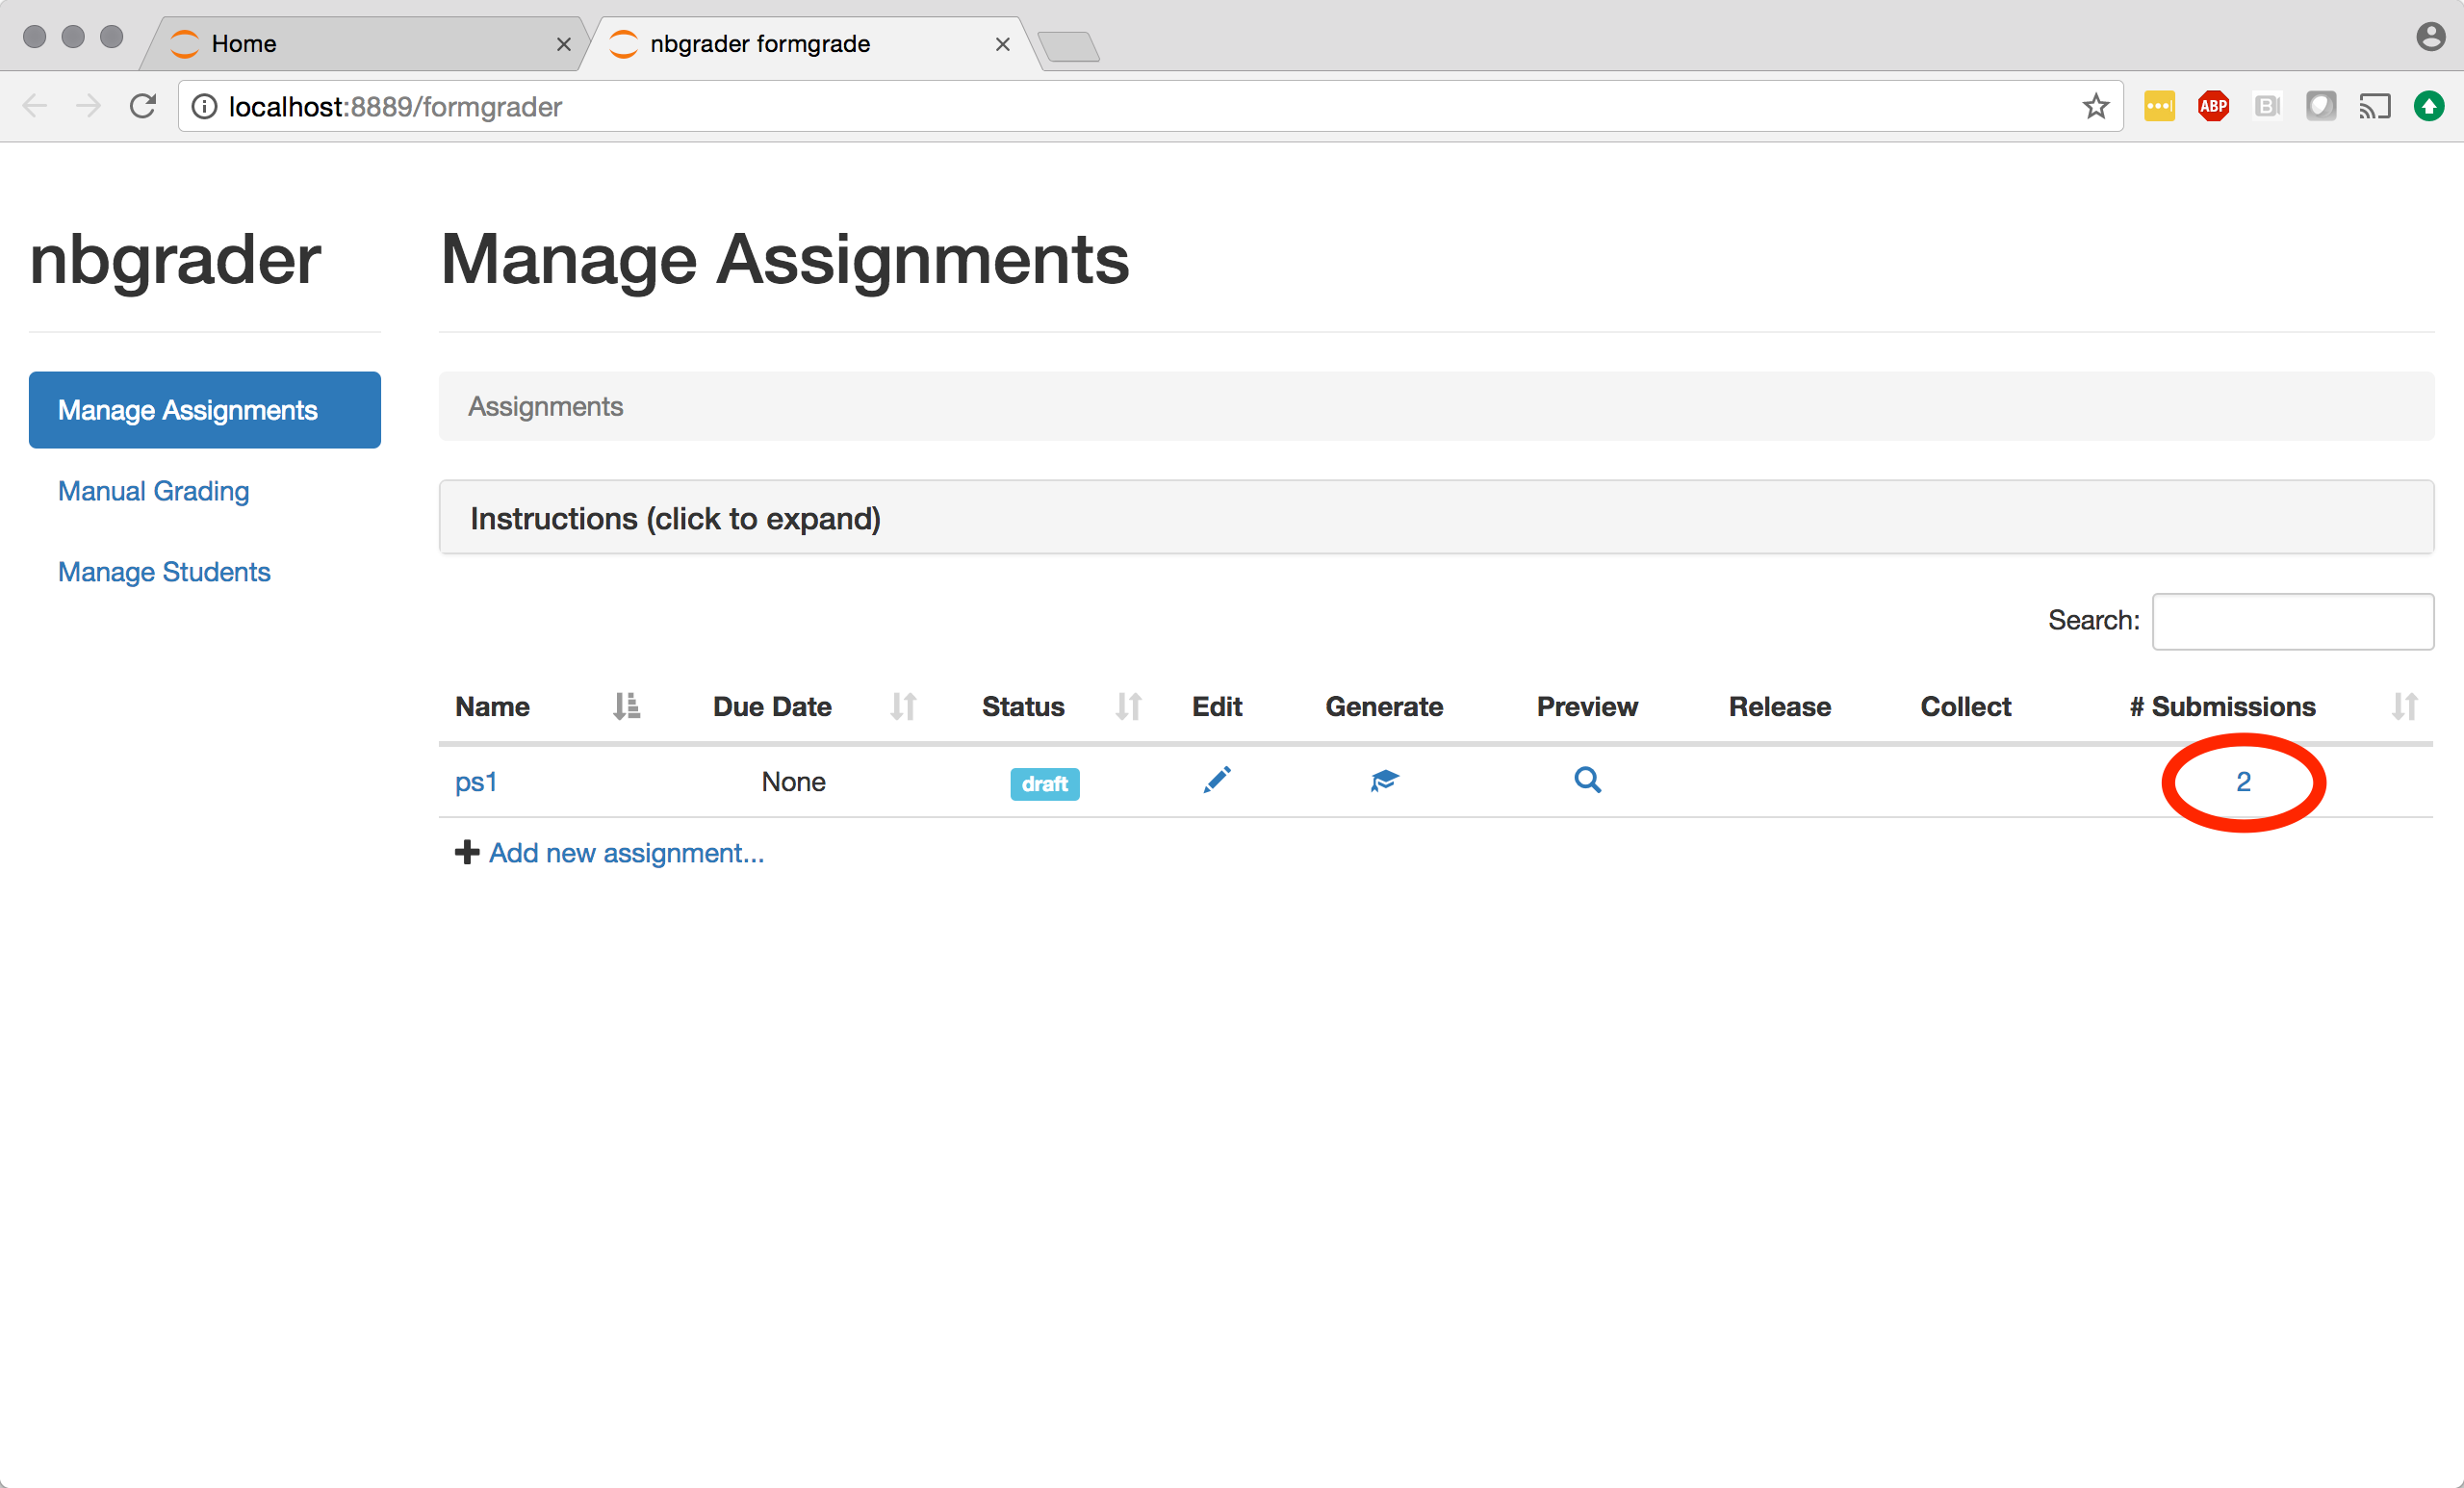 Home
nbgrader formgrade
localhost:8889/formgrader
ABP
B
nbgrader
Manage Assignments
Manage Assignments
Manual Grading
Manage Students
Assignments
Instructions (click to expand)
Search:
Name Due Date Status Edit Generate Preview Release Collect # Submissions
ps1 None draft 2
Add new assignment...